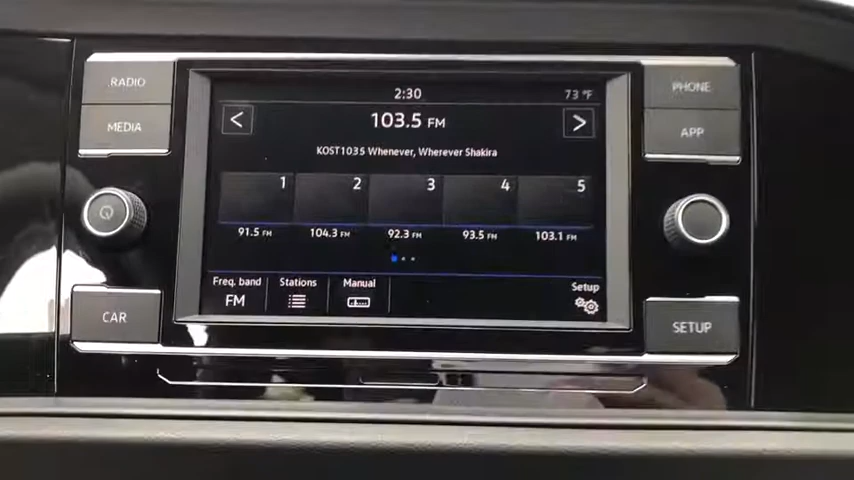 RADIO
MEDIA
CAR
2:30
73 °F
<
103.5 FM
>
KOST1035 Whenever, Wherever Shakira
1 2 3 4 5
91.5 FM 104.3 FM 92.3 FM 93.5 FM 103.1 FM
Freq. band Stations Manual Setup
FM
PHONE
APP
SETUP